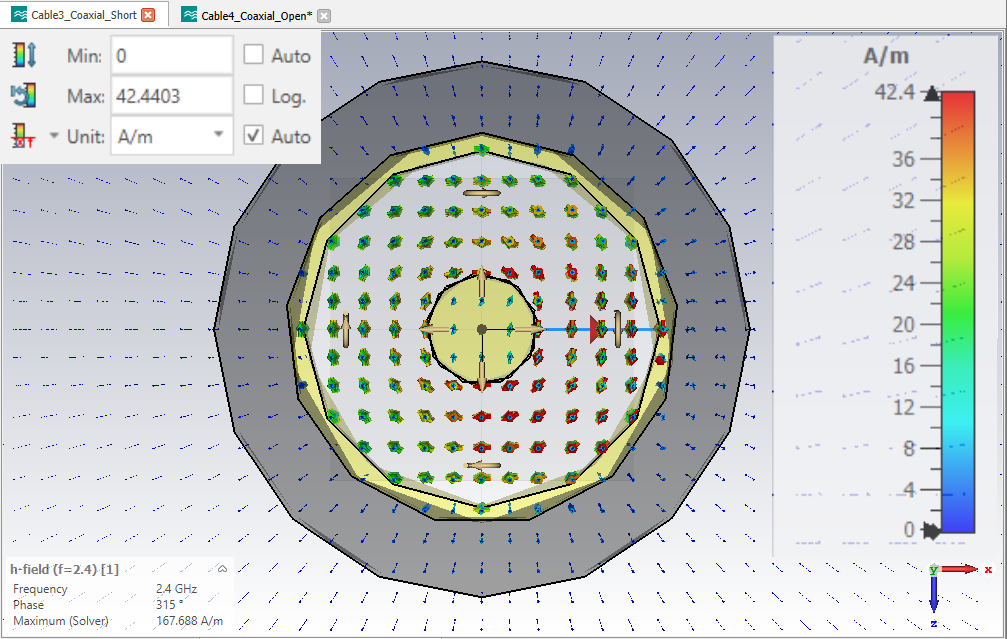 Cable3_Coaxial_Short
Cable4_Coaxial_Open*
Min: 0 Auto
Max: 42.4403 Log.
Unit: A/m Auto
A/m
42.4
36
32
28
24
20
16
12
8
4
0
h-field (f=2.4) [1]
Frequency 2.4 GHz
Phase 315 °
Maximum (Solver) 167.688 A/m
y
x
z